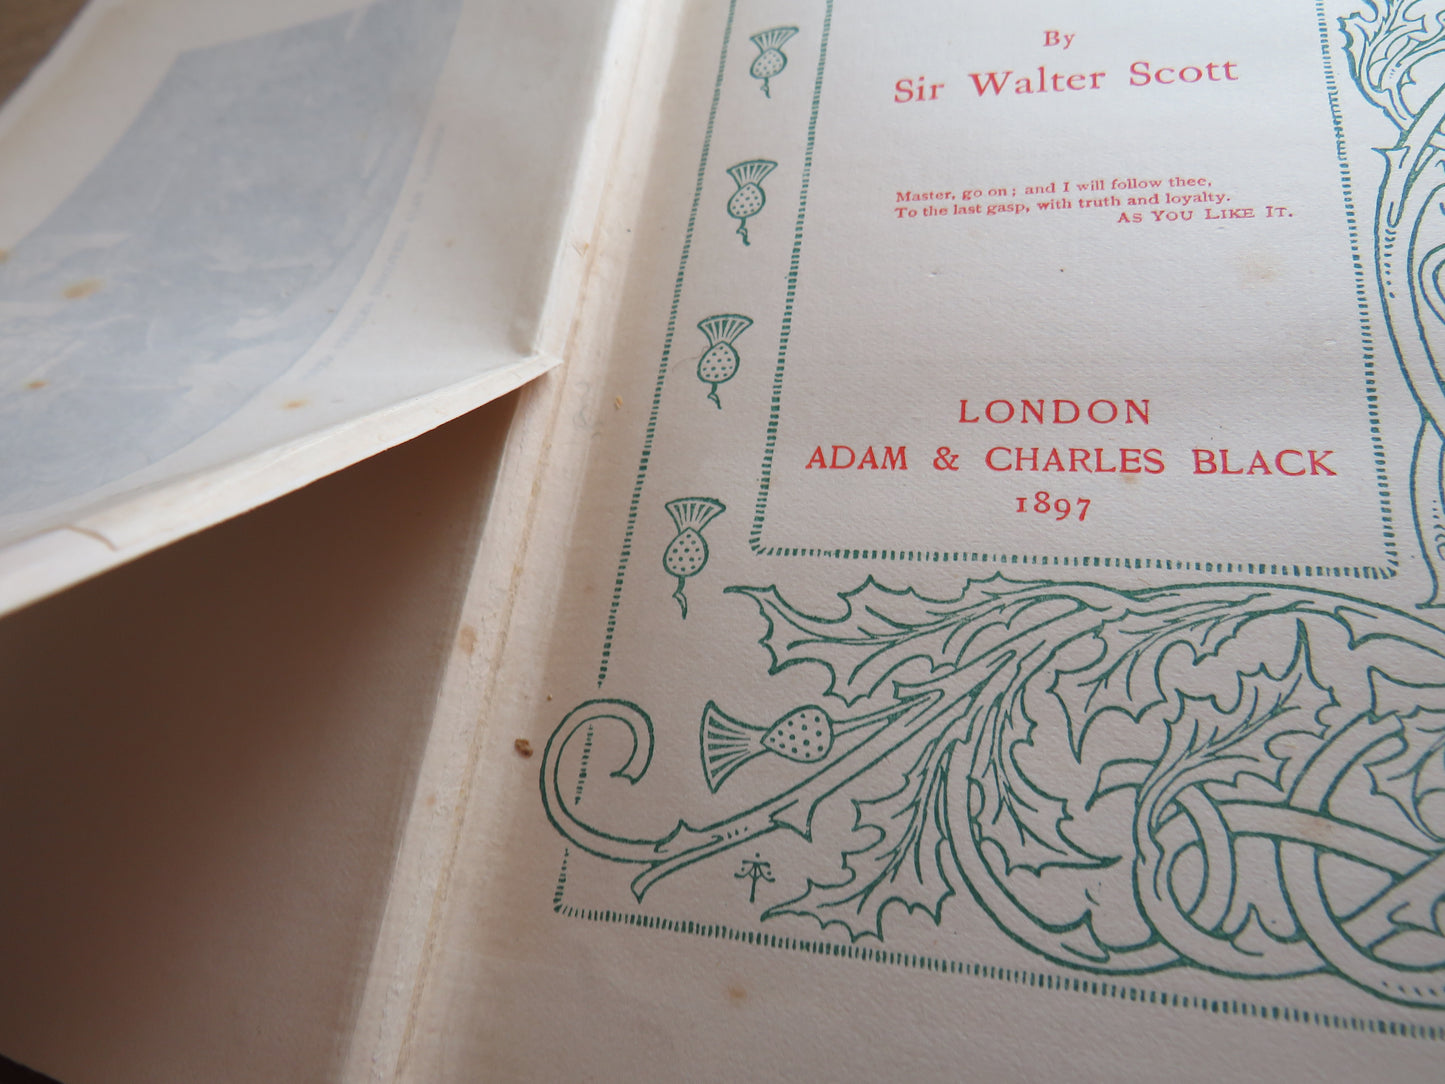 By
Sir Walter Scott
Master, go on; and I will follow thee,
To the last gasp, with truth and loyalty.
AS YOU LIKE IT.
LONDON
ADAM & CHARLES BLACK
1897